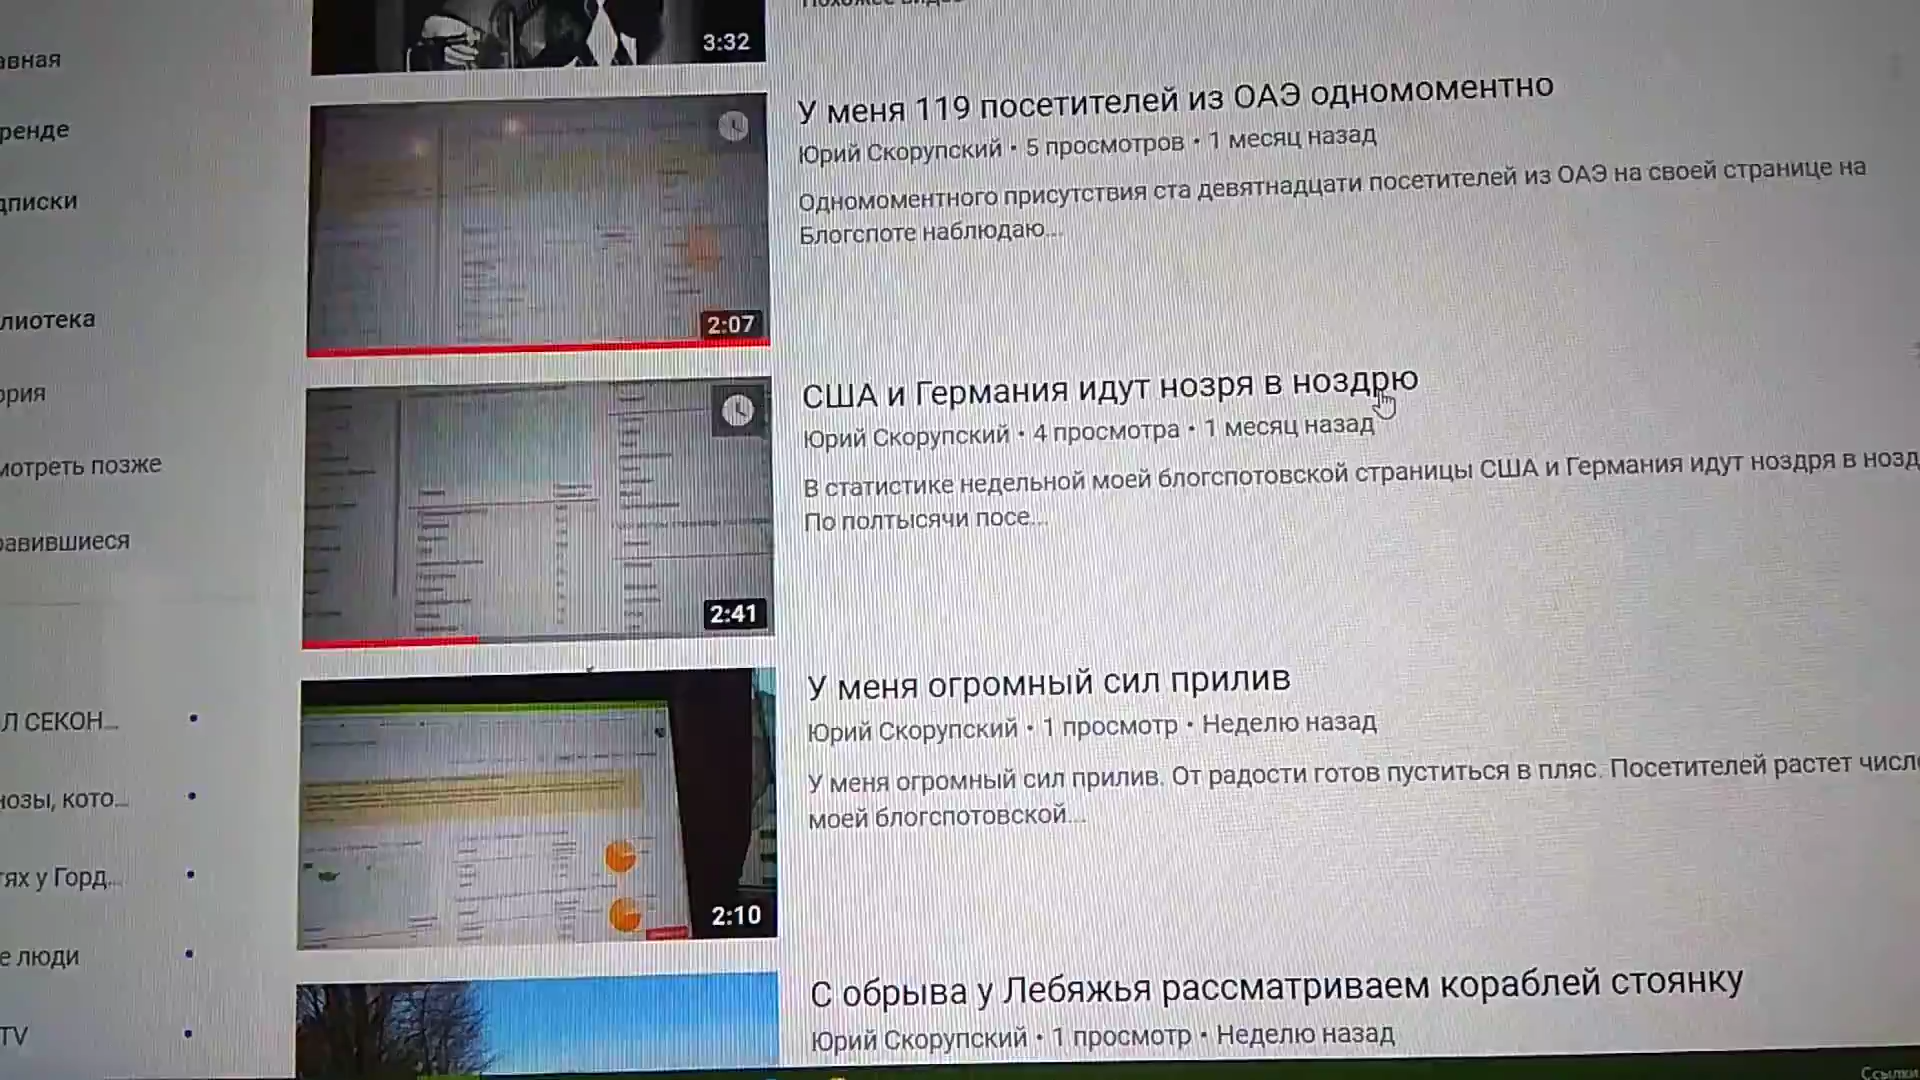 авная
ренде
дписки
лиотека
ория
мотреть позже
равившиеся
Л СЕКОН...
нозы, кото...
тях у Горд...
е люди
TV
3:32
У меня 119 посетителей из ОАЭ одномоментно
Юрий Скорупский • 5 просмотров • 1 месяц назад
Одномоментного присутствия ста девятнадцати посетителей из ОАЭ на своей странице на
Блогспоте наблюдаю...
2:07
США и Германия идут нозря в ноздрю
Юрий Скорупский • 4 просмотра • 1 месяц назад
В статистике недельной моей блогспотовской страницы США и Германия идут ноздря в нозд
По полтысячи посе...
2:41
У меня огромный сил прилив
Юрий Скорупский • 1 просмотр • Неделю назад
У меня огромный сил прилив. От радости готов пуститься в пляс. Посетителей растет числ
моей блогспотовской...
2:10
С обрыва у Лебяжья рассматриваем кораблей стоянку
Юрий Скорупский • 1 просмотр • Неделю назад
Ссылки